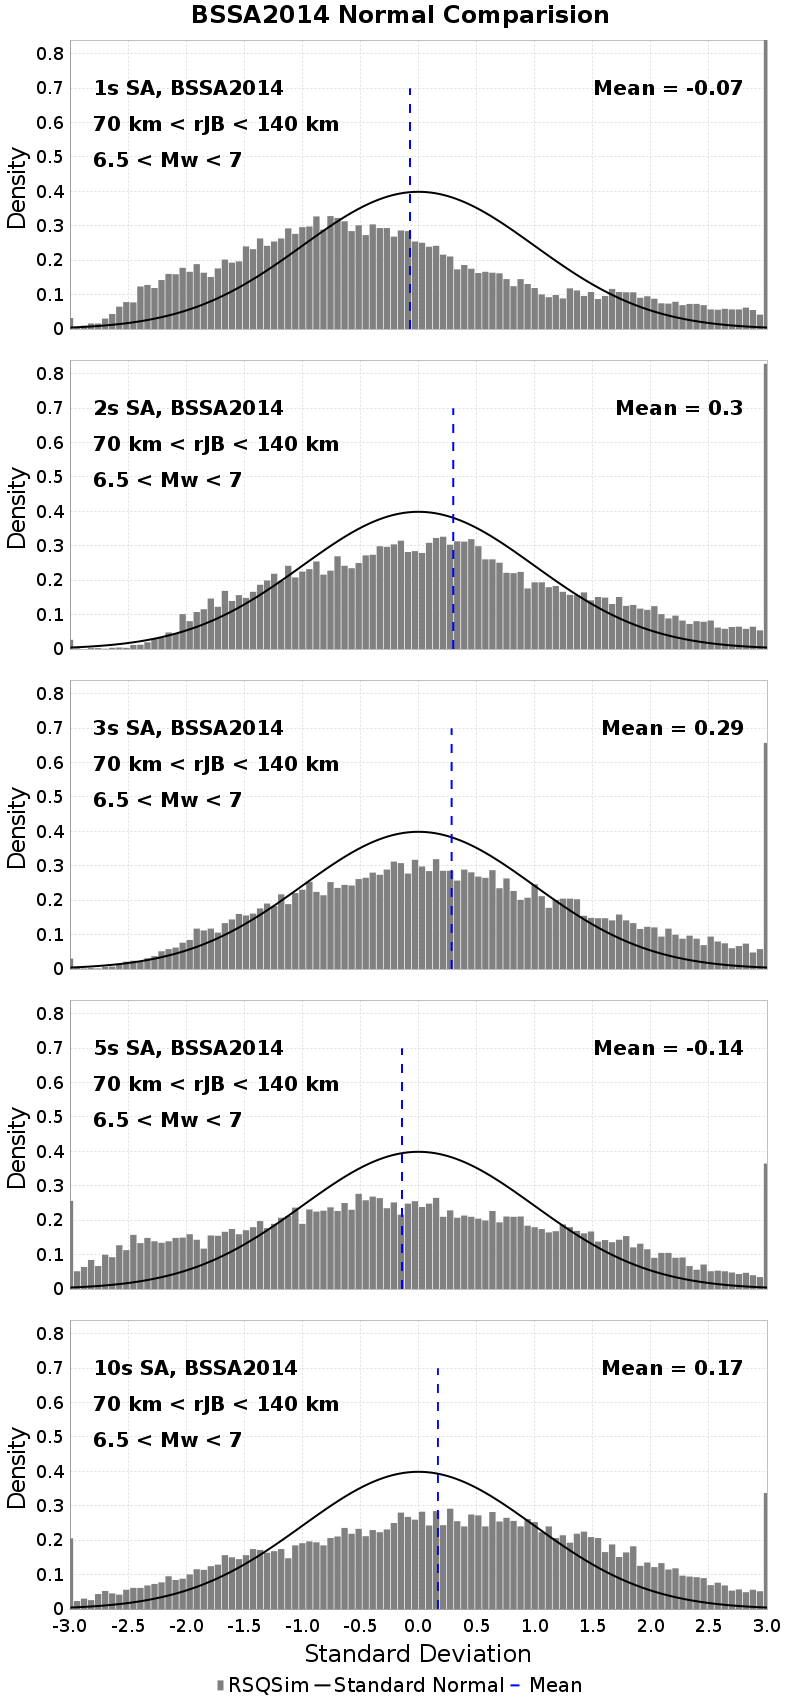 BSSA2014 Normal Comparision
0.8
1s SA, BSSA2014 Mean = -0.07
0.7
70 km < rJB < 140 km
0.6
6.5 < Mw < 7
0.5
0.4
0.3
0.2
0.1
0
Density
0.8
2s SA, BSSA2014 Mean = 0.3
0.7
70 km < rJB < 140 km
0.6
6.5 < Mw < 7
0.5
0.4
0.3
0.2
0.1
0
Density
0.8
3s SA, BSSA2014 Mean = 0.29
0.7
70 km < rJB < 140 km
0.6
6.5 < Mw < 7
0.5
0.4
0.3
0.2
0.1
0
Density
0.8
5s SA, BSSA2014 Mean = -0.14
0.7
70 km < rJB < 140 km
0.6
6.5 < Mw < 7
0.5
0.4
0.3
0.2
0.1
0
Density
0.8
10s SA, BSSA2014 Mean = 0.17
0.7
70 km < rJB < 140 km
0.6
6.5 < Mw < 7
0.5
0.4
0.3
0.2
0.1
0
Density
-3.0 -2.5 -2.0 -1.5 -1.0 -0.5 0.0 0.5 1.0 1.5 2.0 2.5 3.0
Standard Deviation
RSQSim Standard Normal Mean